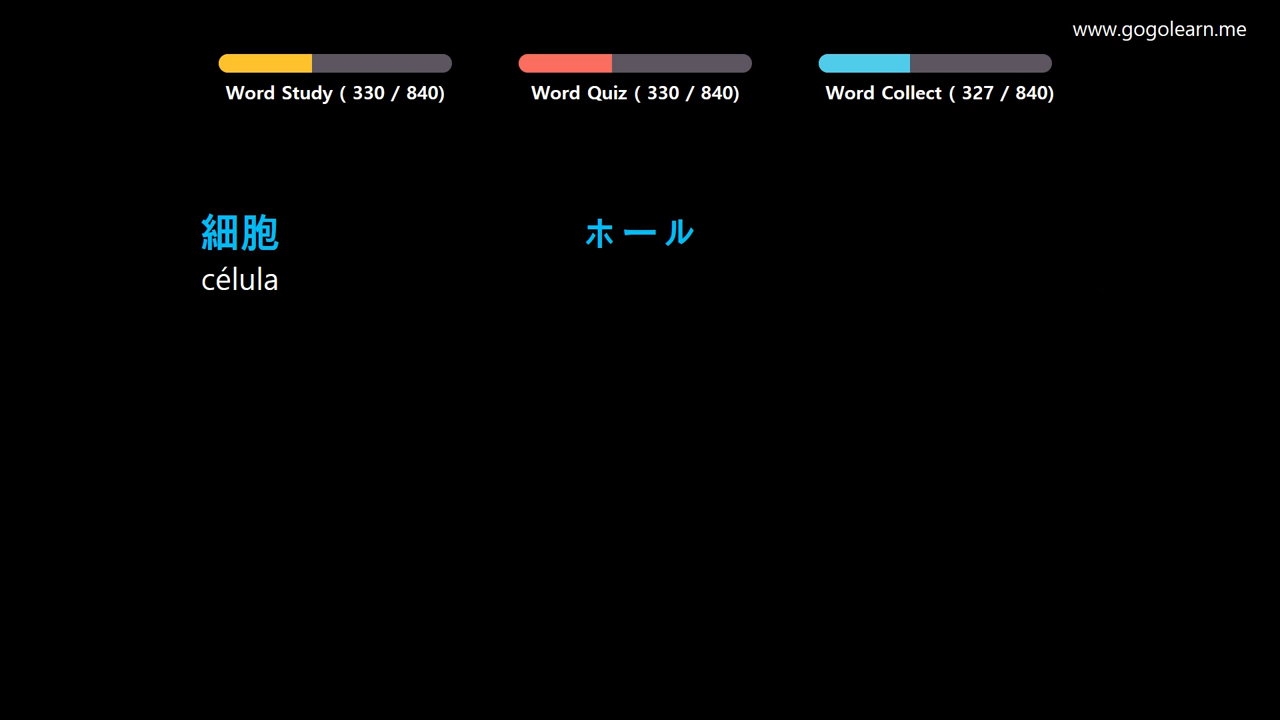 www.gogolearn.me
Word Study ( 330 / 840)
Word Quiz ( 330 / 840)
Word Collect ( 327 / 840)
細胞
célula
ホール